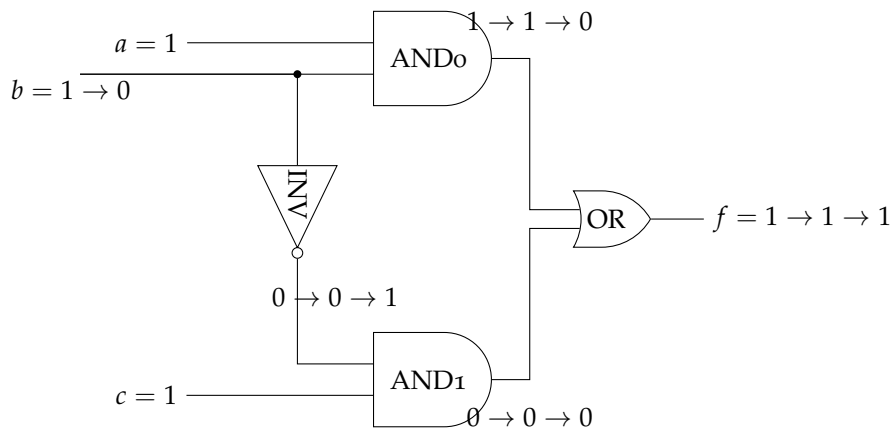 1 → 1 → 0
a = 1
AND0
b = 1 → 0
INV
OR
f = 1 → 1 → 1
0 → 0 → 1
AND1
c = 1
0 → 0 → 0